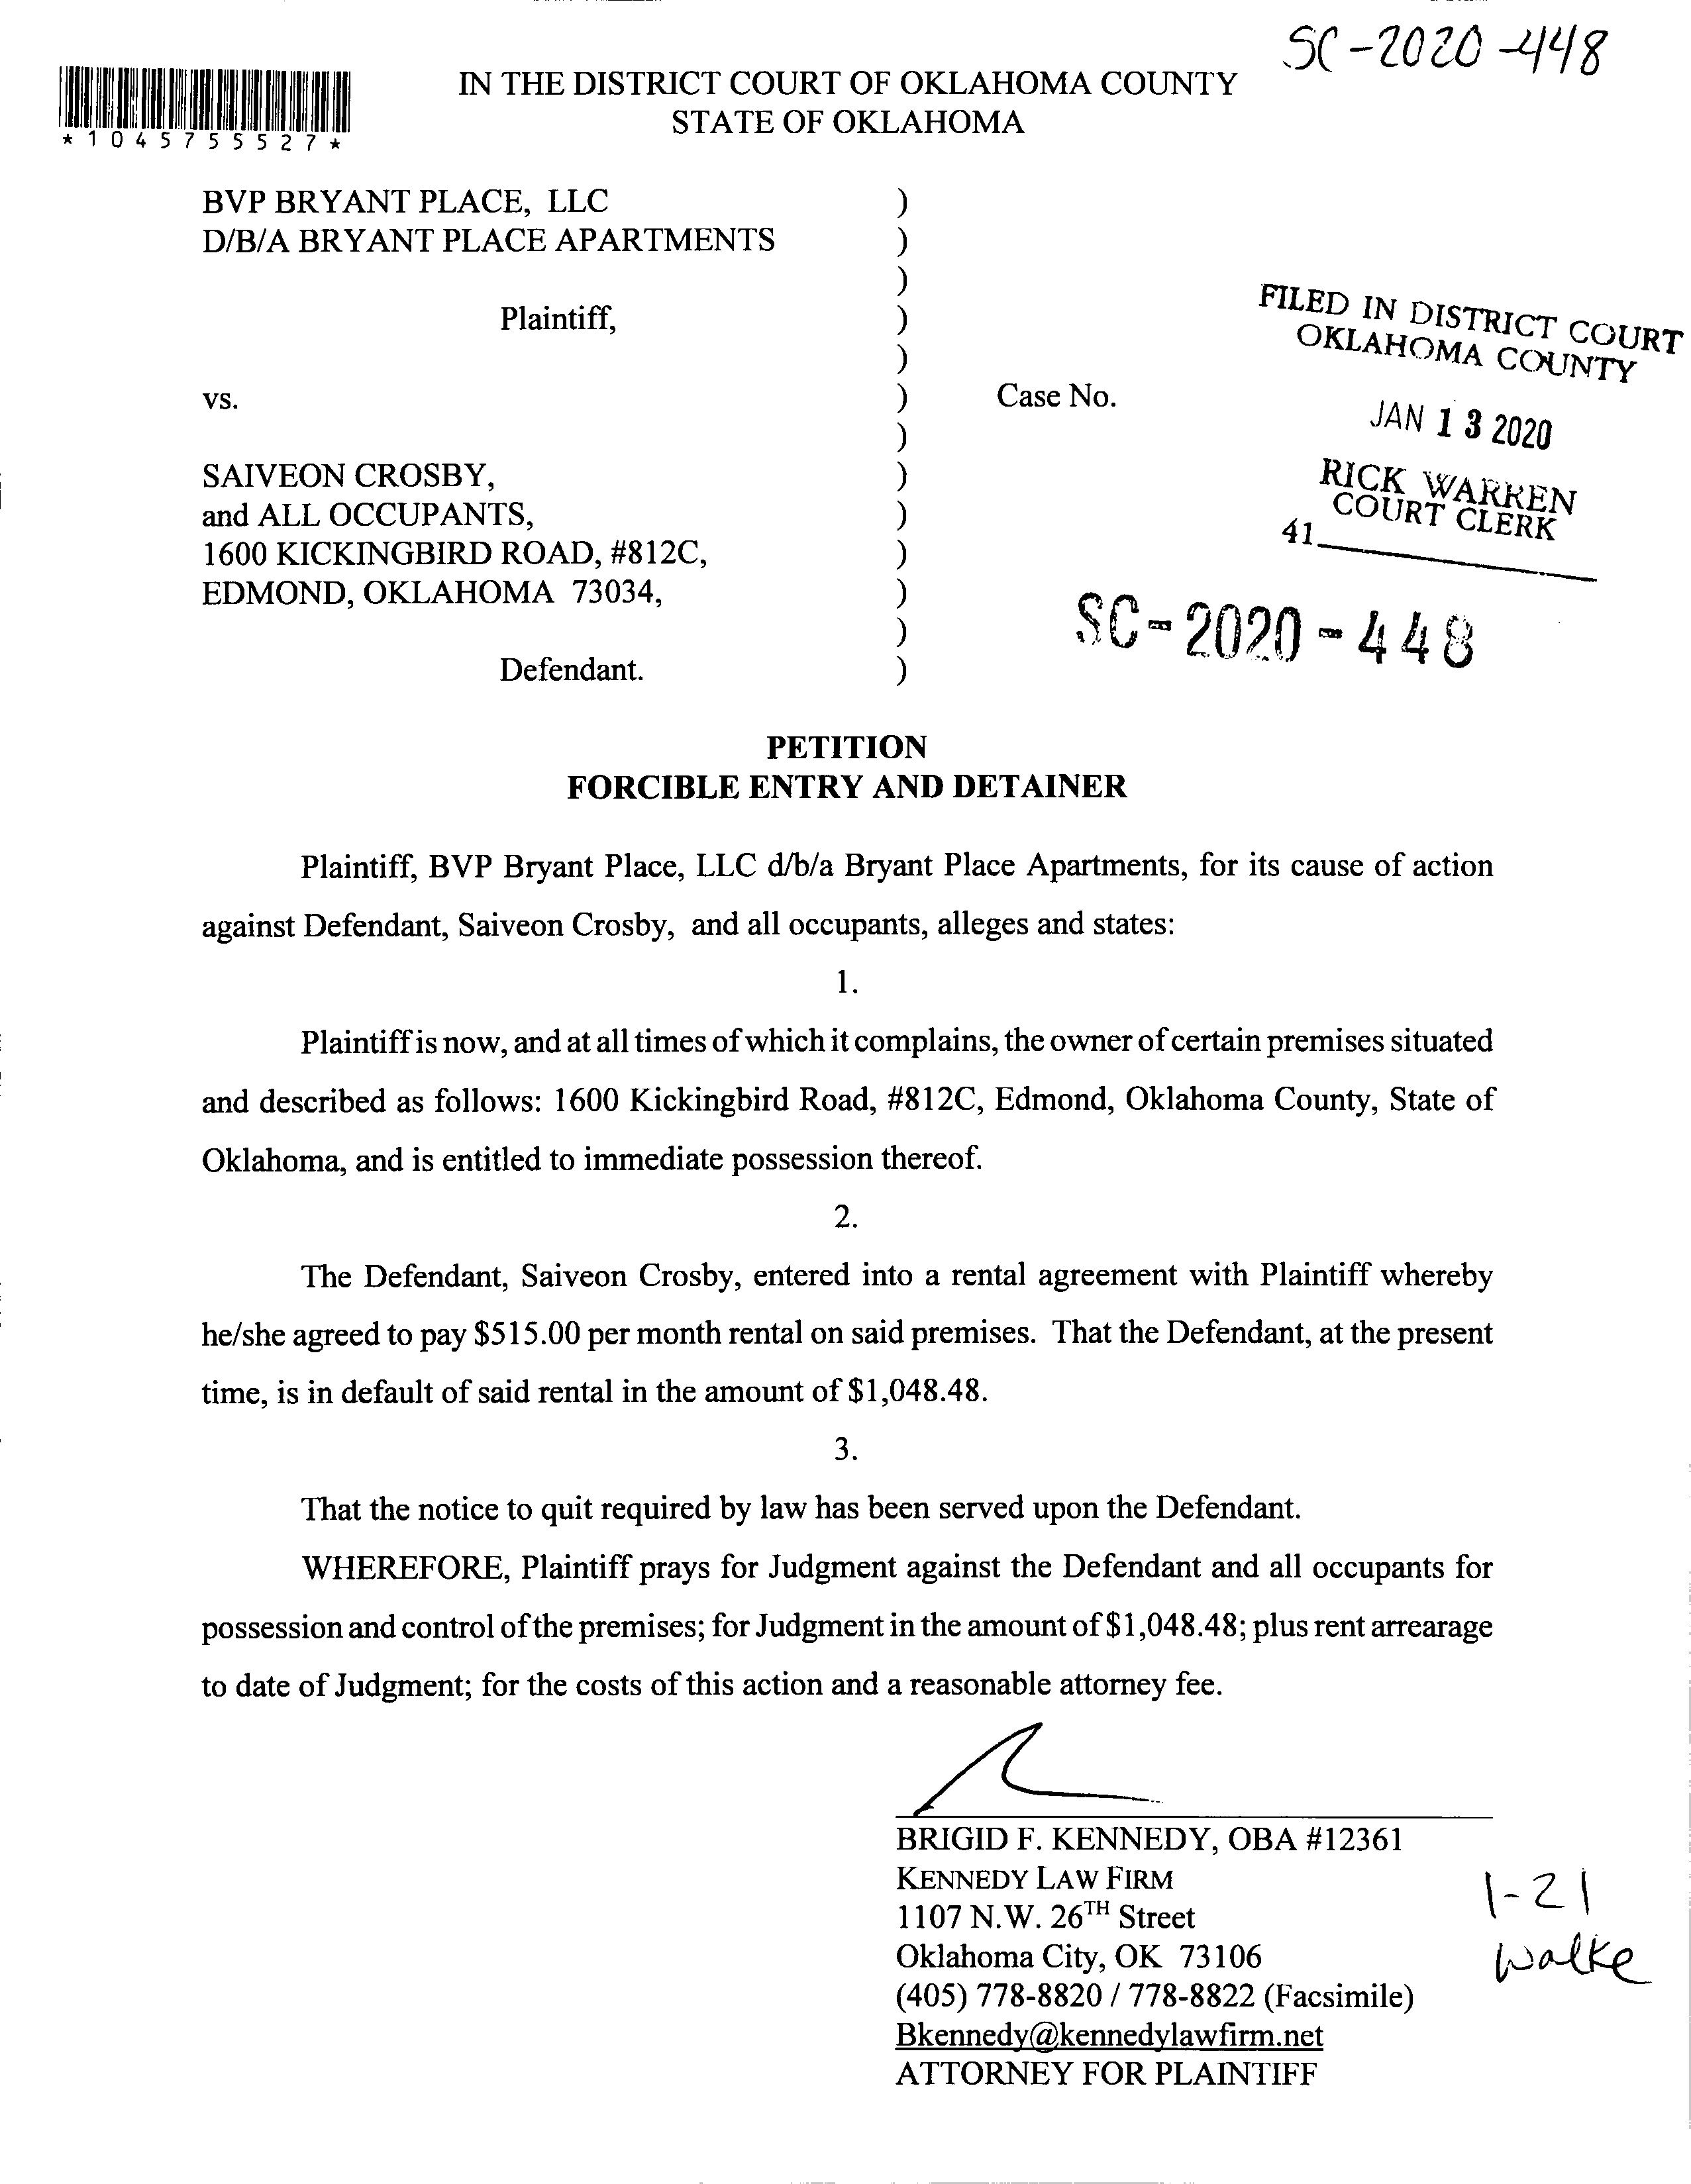 SC-2020-448
*1045755527*
IN THE DISTRICT COURT OF OKLAHOMA COUNTY
STATE OF OKLAHOMA
BVP BRYANT PLACE, LLC )
D/B/A BRYANT PLACE APARTMENTS )
)
Plaintiff, )
)
vs. ) Case No.
)
SAIVEON CROSBY, )
and ALL OCCUPANTS, )
1600 KICKINGBIRD ROAD, #812C, )
EDMOND, OKLAHOMA 73034, )
)
Defendant. )
FILED IN DISTRICT COURT
OKLAHOMA COUNTY
JAN 13 2020
RICK WARREN
COURT CLERK
41
SC-2020-448
PETITION
FORCIBLE ENTRY AND DETAINER
Plaintiff, BVP Bryant Place, LLC d/b/a Bryant Place Apartments, for its cause of action
against Defendant, Saiveon Crosby, and all occupants, alleges and states:
1.
Plaintiff is now, and at all times of which it complains, the owner of certain premises situated
and described as follows: 1600 Kickingbird Road, #812C, Edmond, Oklahoma County, State of
Oklahoma, and is entitled to immediate possession thereof.
2.
The Defendant, Saiveon Crosby, entered into a rental agreement with Plaintiff whereby
he/she agreed to pay $515.00 per month rental on said premises. That the Defendant, at the present
time, is in default of said rental in the amount of $1,048.48.
3.
That the notice to quit required by law has been served upon the Defendant.
WHEREFORE, Plaintiff prays for Judgment against the Defendant and all occupants for
possession and control of the premises; for Judgment in the amount of $1,048.48; plus rent arrearage
to date of Judgment; for the costs of this action and a reasonable attorney fee.
BRIGID F. KENNEDY, OBA #12361
KENNEDY LAW FIRM
1107 N.W. 26TH Street
Oklahoma City, OK 73106
(405) 778-8820 / 778-8822 (Facsimile)
Bkennedy@kennedylawfirm.net
ATTORNEY FOR PLAINTIFF
1-21
Walke